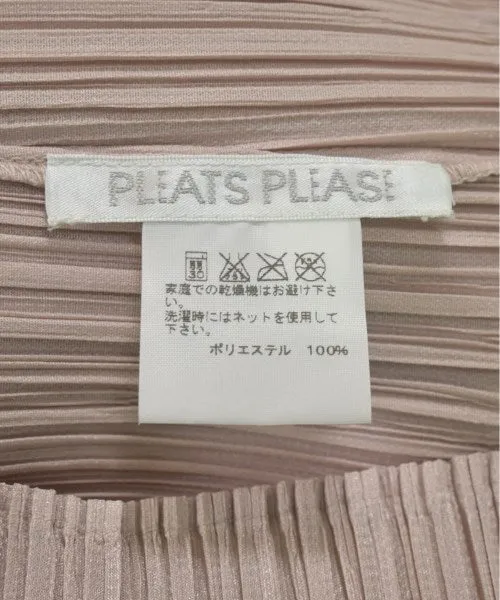 PLEATS PLEASE
30
家庭での乾燥機はお避け下さ
い。
洗濯時にはネットを使用して
下さい。
ポリエステル 100%